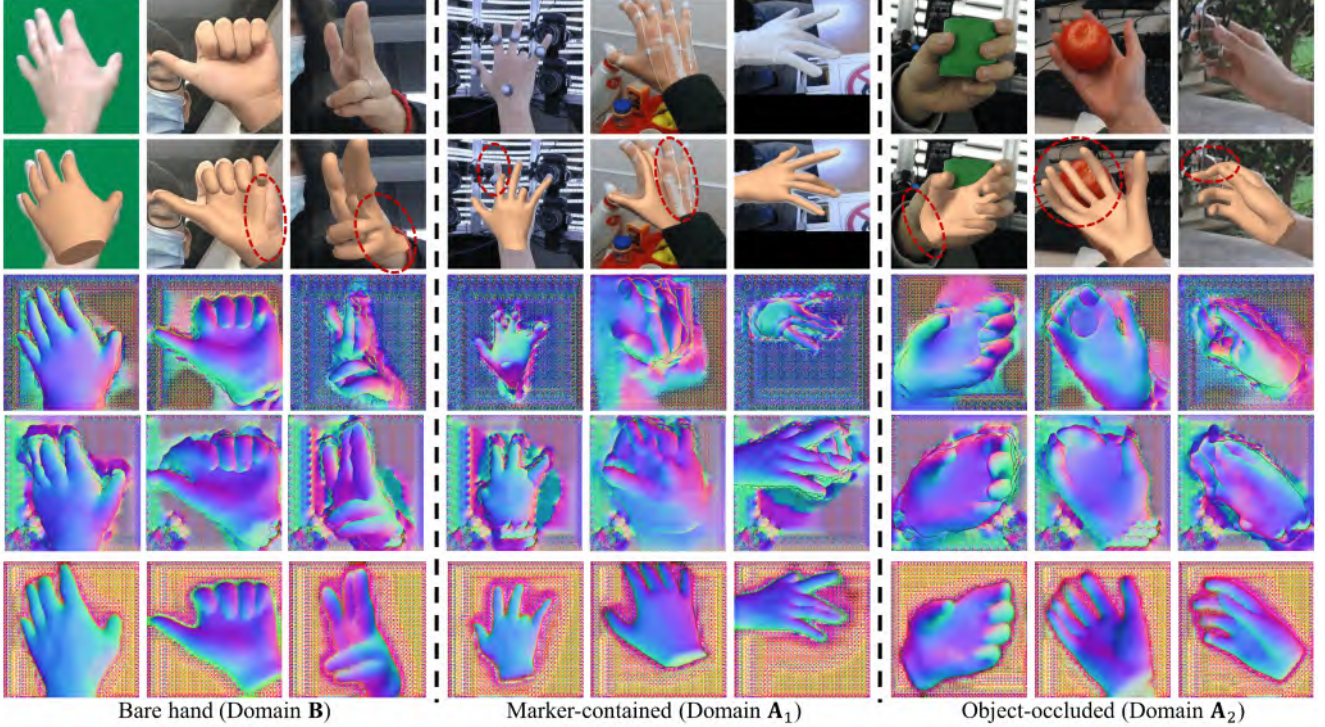 Bare hand (Domain B)
Marker-contained (Domain A₁)
Object-occluded (Domain A₂)